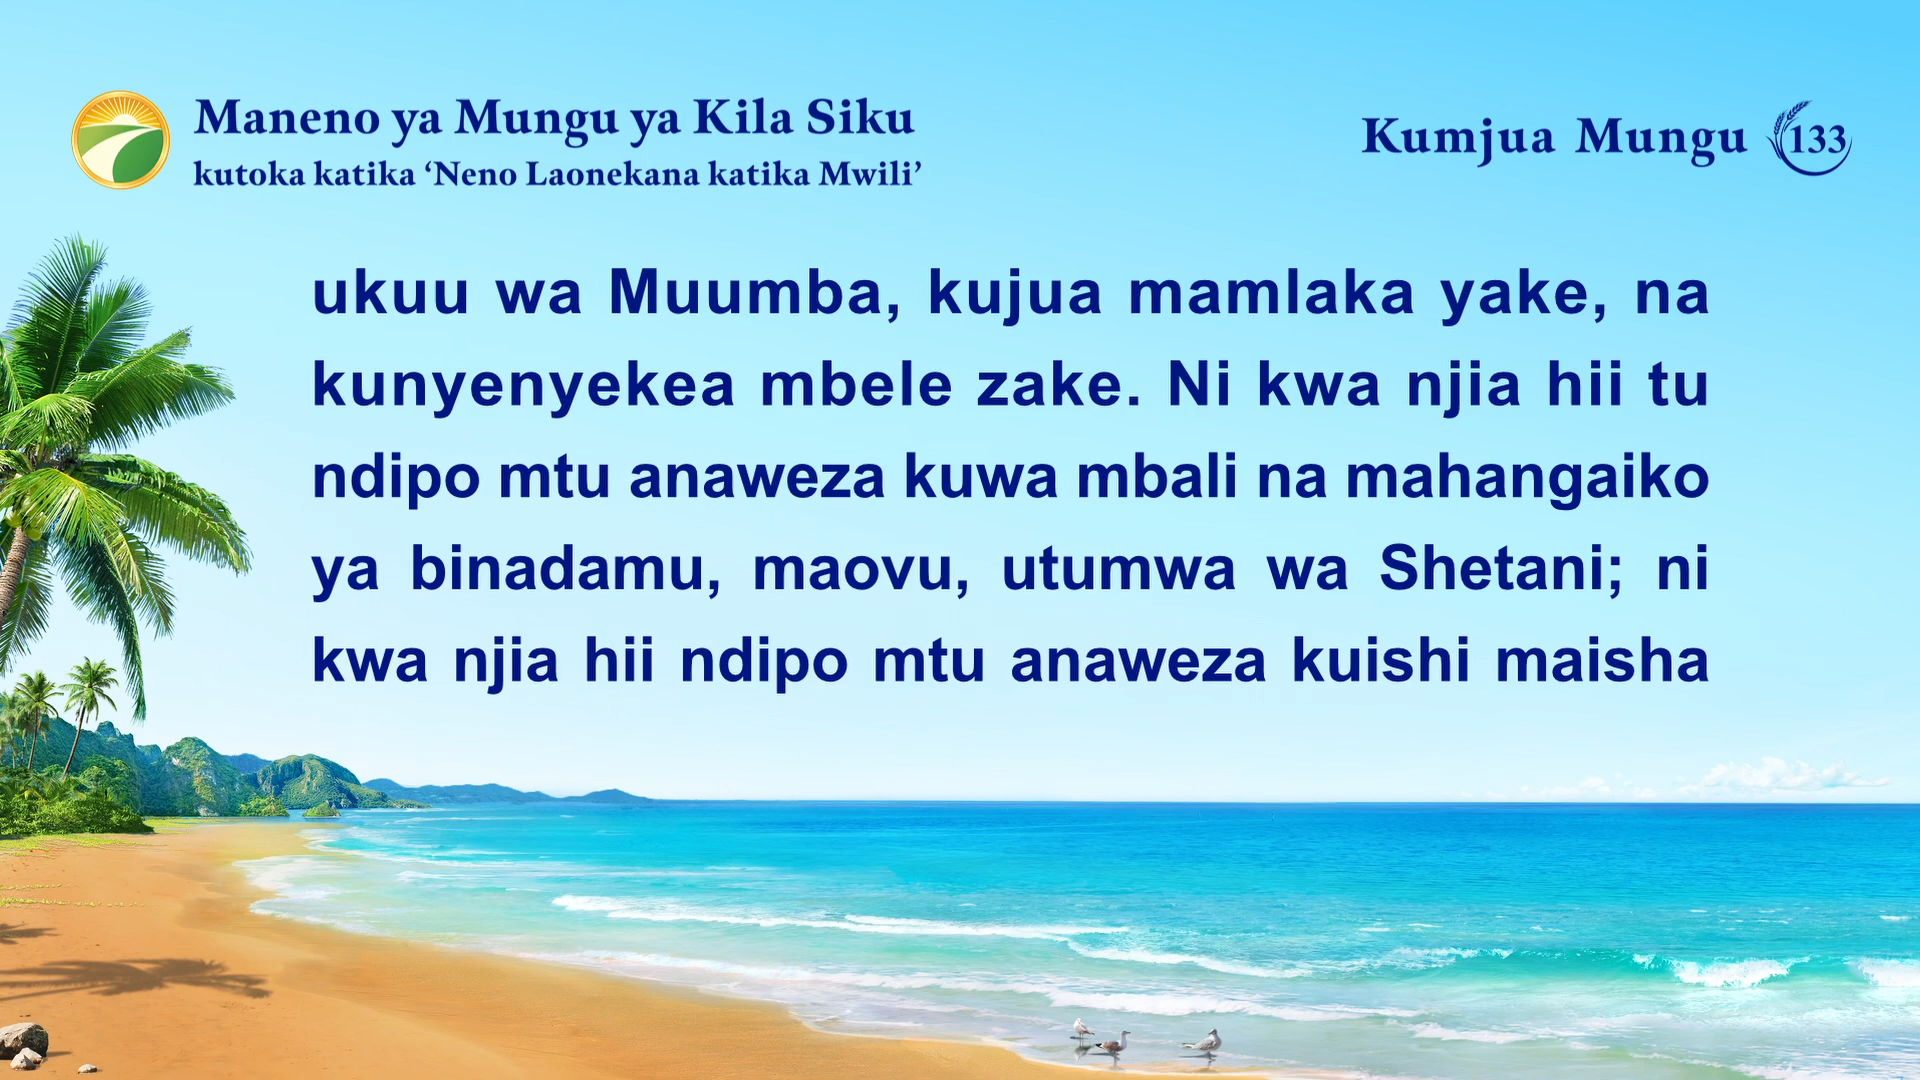 Maneno ya Mungu ya Kila Siku
kutoka katika ‘Neno Laonekana katika Mwili’
Kumjua Mungu 133
ukuu wa Muumba, kujua mamlaka yake, na
kunyenyekea mbele zake. Ni kwa njia hii tu
ndipo mtu anaweza kuwa mbali na mahangaiko
ya binadamu, maovu, utumwa wa Shetani; ni
kwa njia hii ndipo mtu anaweza kuishi maisha